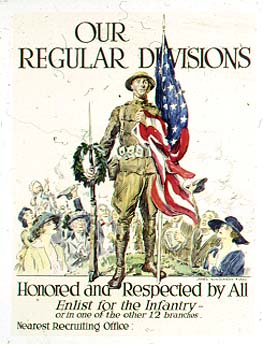 OUR
REGULAR DIVISIONS
Honored and Respected by All
Enlist for the Infantry –
or in one of the other 12 branches.
Nearest Recruiting Office: